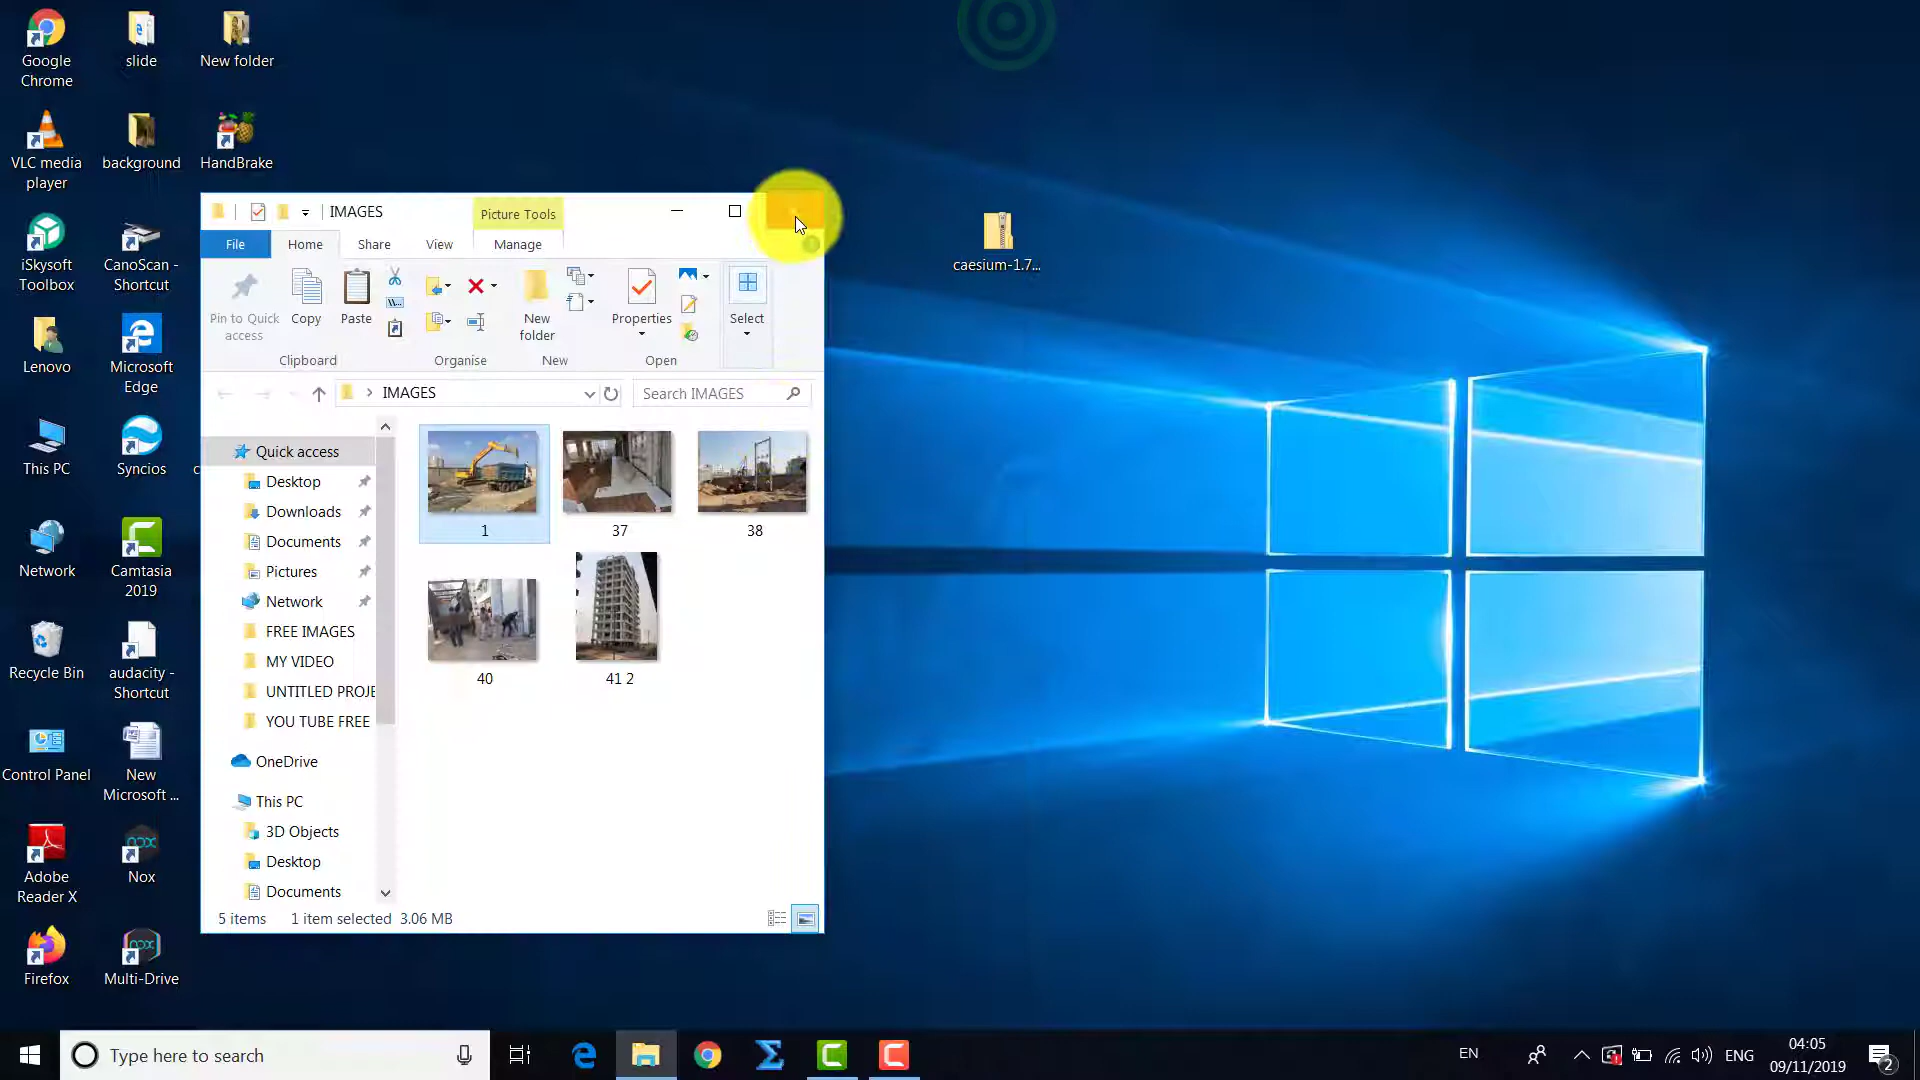 Google
Chrome
slide
New folder
VLC media
player
background
HandBrake
iSkysoft
Toolbox
CanoScan -
Shortcut
Lenovo
Microsoft
Edge
This PC
Syncios
Network
Camtasia
2019
Recycle Bin
audacity -
Shortcut
Control Panel
New
Microsoft ...
Adobe
Reader X
Nox
Firefox
Multi-Drive
caesium-1.7...
IMAGES
Picture Tools
File
Home
Share
View
Manage
Pin to Quick
access
Copy
Paste
Clipboard
Organise
New
folder
New
Properties
Open
Select
IMAGES
Search IMAGES
Quick access
Desktop
Downloads
Documents
Pictures
Network
FREE IMAGES
MY VIDEO
UNTITLED PROJE
YOU TUBE FREE
OneDrive
This PC
3D Objects
Desktop
Documents
1
37
38
40
41 2
5 items
1 item selected 3.06 MB
Type here to search
EN
ENG
04:05
09/11/2019
2